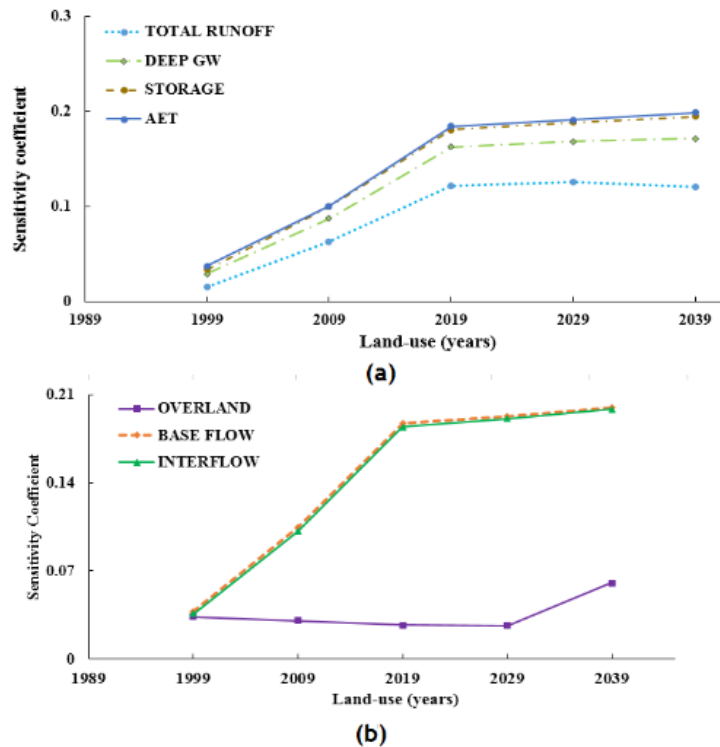 0.3
TOTAL RUNOFF
DEEP GW
STORAGE
AET
0.2
0.1
0
Sensitivity coefficient
1989 1999 2009 2019 2029 2039
Land-use (years)
(a)
0.21
OVERLAND
BASE FLOW
INTERFLOW
0.14
0.07
0
Sensitivity Coefficient
1989 1999 2009 2019 2029 2039
Land-use (years)
(b)